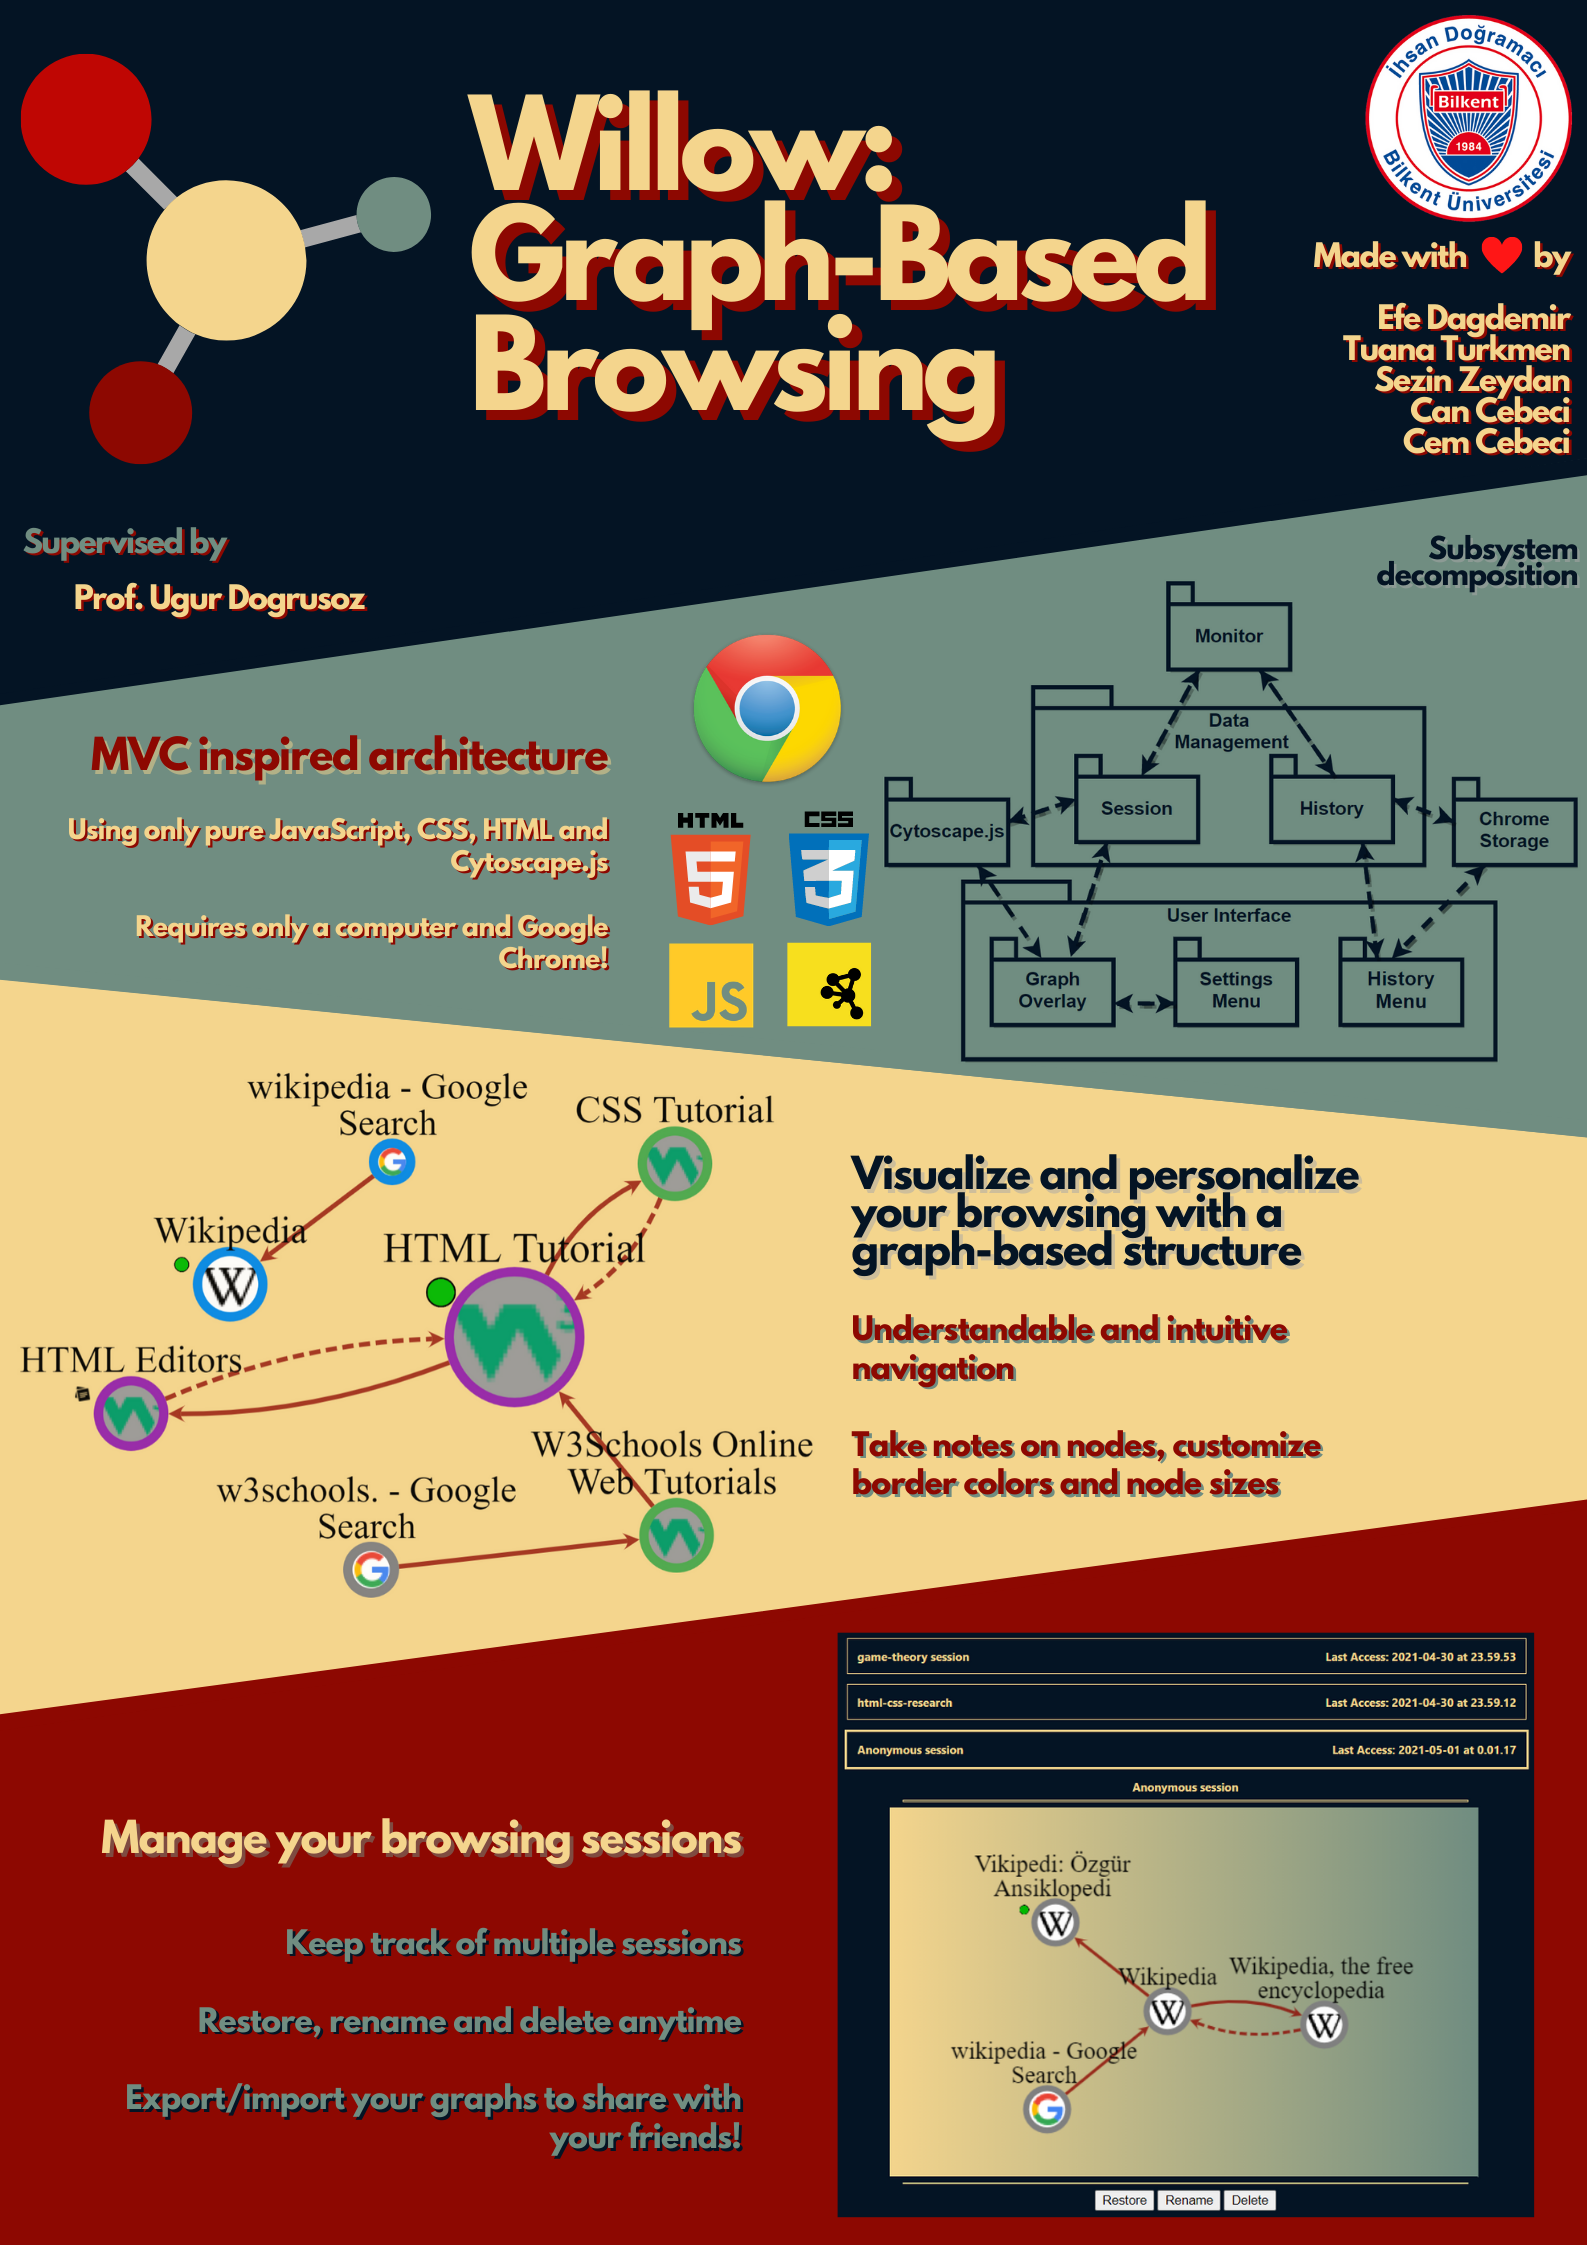 Willow:
Graph-Based
Browsing
İhsan Doğramacı
Bilkent
1984
Bilkent Üniversitesi
Made with ❤ by
Efe Dagdemir
Tuana Turkmen
Sezin Zeydan
Can Cebeci
Cem Cebeci
Supervised by
Prof. Ugur Dogrusoz
Subsystem
decomposition
Monitor
Data
Management
Session
History
Cytoscape.js
Chrome
Storage
User Interface
Graph
Overlay
Settings
Menu
History
Menu
MVC inspired architecture
Using only pure JavaScript, CSS, HTML and
Cytoscape.js
Requires only a computer and Google
Chrome!
HTML
5
CSS
3
JS
wikipedia - Google
Search
CSS Tutorial
Wikipedia
W
HTML Tutorial
HTML Editors
W3Schools Online
Web Tutorials
w3schools. - Google
Search
Visualize and personalize
your browsing with a
graph-based structure
Understandable and intuitive
navigation
Take notes on nodes, customize
border colors and node sizes
Manage your browsing sessions
Keep track of multiple sessions
Restore, rename and delete anytime
Export/import your graphs to share with
your friends!
game-theory session Last Access: 2021-04-30 at 23.59.53
html-css-research Last Access: 2021-04-30 at 23.59.12
Anonymous session Last Access: 2021-05-01 at 0.01.17
Anonymous session
Vikipedi: Özgür
Ansiklopedi
W
Wikipedia
W
Wikipedia, the free
encyclopedia
W
wikipedia - Google
Search
G
Restore Rename Delete